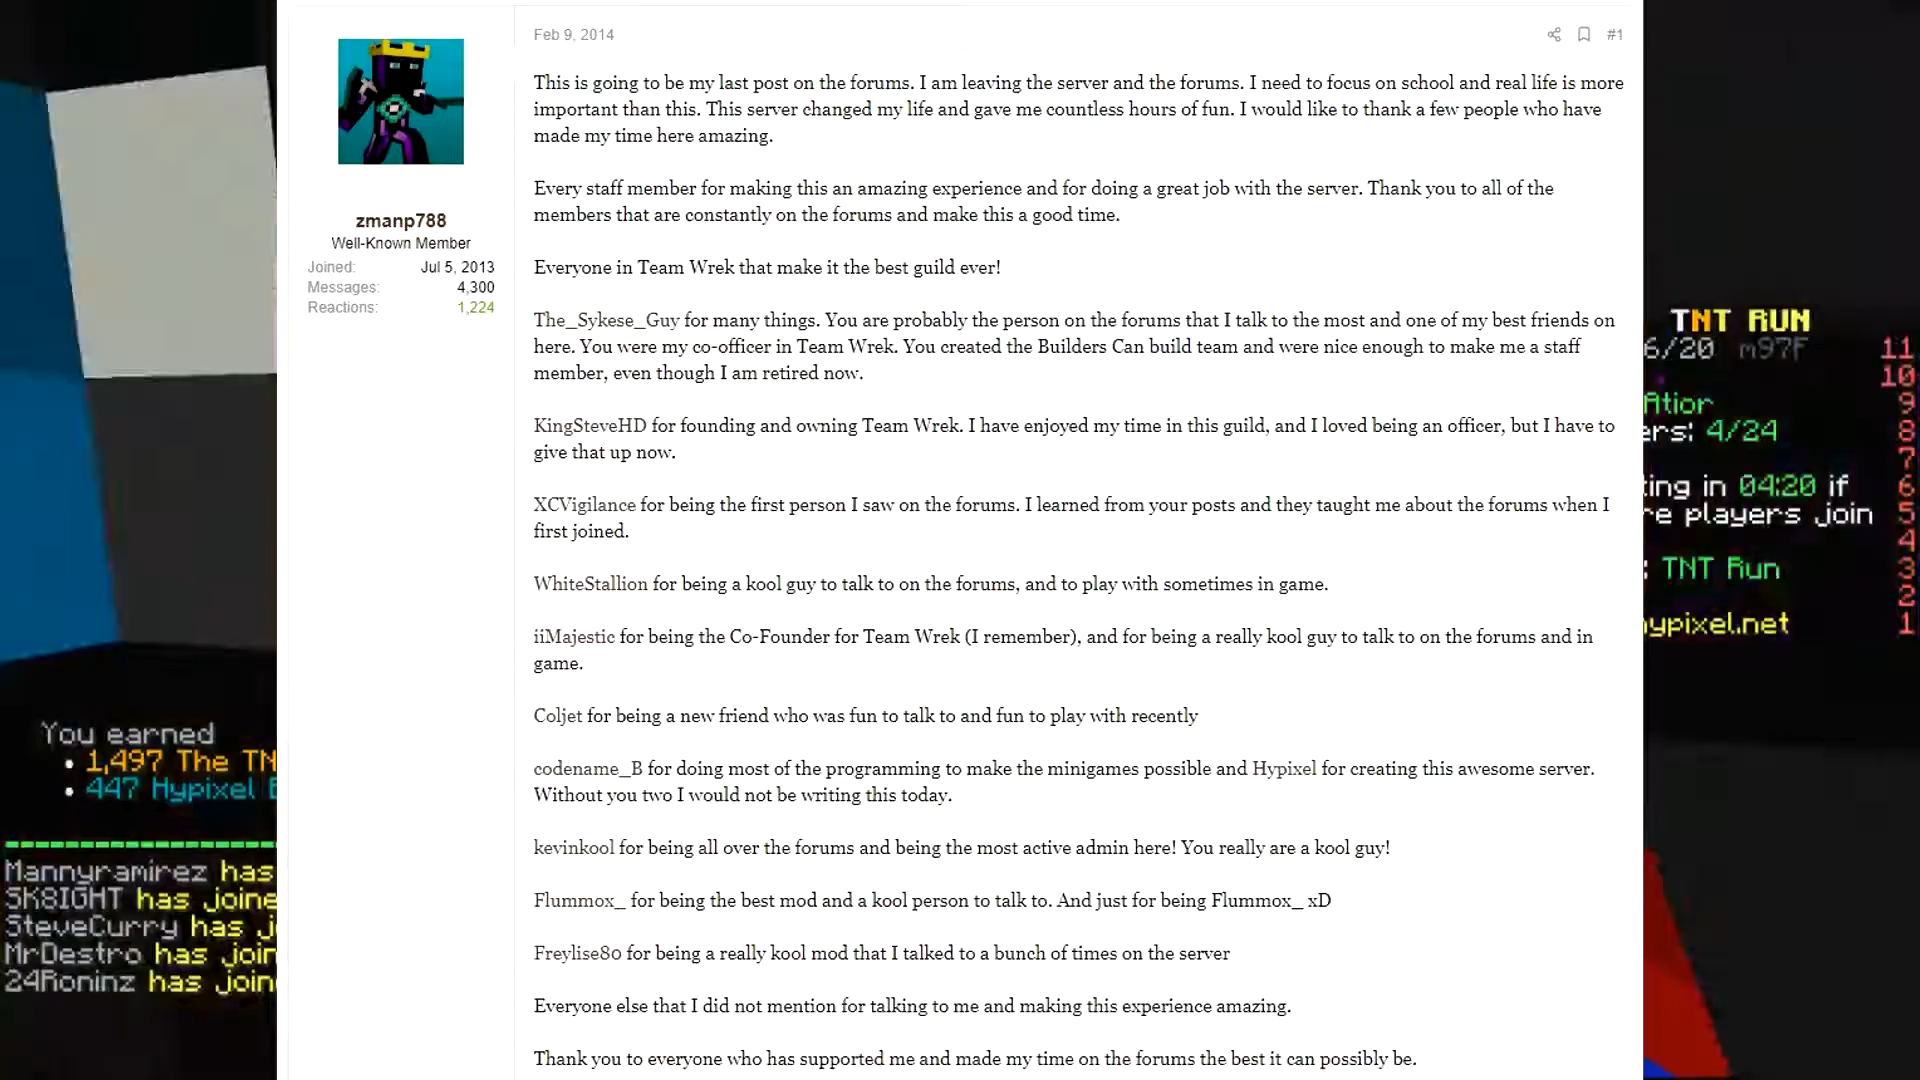 Feb 9, 2014
#1
This is going to be my last post on the forums. I am leaving the server and the forums. I need to focus on school and real life is more
important than this. This server changed my life and gave me countless hours of fun. I would like to thank a few people who have
made my time here amazing.
Every staff member for making this an amazing experience and for doing a great job with the server. Thank you to all of the
members that are constantly on the forums and make this a good time.
zmanp788
Well-Known Member
Joined: Jul 5, 2013
Messages: 4,300
Reactions: 1,224
Everyone in Team Wrek that make it the best guild ever!
The_Sykese_Guy for many things. You are probably the person on the forums that I talk to the most and one of my best friends on
here. You were my co-officer in Team Wrek. You created the Builders Can build team and were nice enough to make me a staff
member, even though I am retired now.
KingSteveHD for founding and owning Team Wrek. I have enjoyed my time in this guild, and I loved being an officer, but I have to
give that up now.
XCVigilance for being the first person I saw on the forums. I learned from your posts and they taught me about the forums when I
first joined.
WhiteStallion for being a kool guy to talk to on the forums, and to play with sometimes in game.
iiMajestic for being the Co-Founder for Team Wrek (I remember), and for being a really kool guy to talk to on the forums and in
game.
Coljet for being a new friend who was fun to talk to and fun to play with recently
codename_B for doing most of the programming to make the minigames possible and Hypixel for creating this awesome server.
Without you two I would not be writing this today.
kevinkool for being all over the forums and being the most active admin here! You really are a kool guy!
Flummox_ for being the best mod and a kool person to talk to. And just for being Flummox_ xD
Freylise80 for being a really kool mod that I talked to a bunch of times on the server
Everyone else that I did not mention for talking to me and making this experience amazing.
Thank you to everyone who has supported me and made my time on the forums the best it can possibly be.
You earned
• 1,497 The TN
• 447 Hypixel E
Mannyramirez has
SK8IGHT has joine
SteveCurry has j
MrDestro has join
24Roninz has join
TNT RUN
6/20 m97F 11
10
Atior 9
ers: 4/24 8
7
ting in 04:20 if 6
re players join 5
4
: TNT Run 3
2
ypixel.net 1